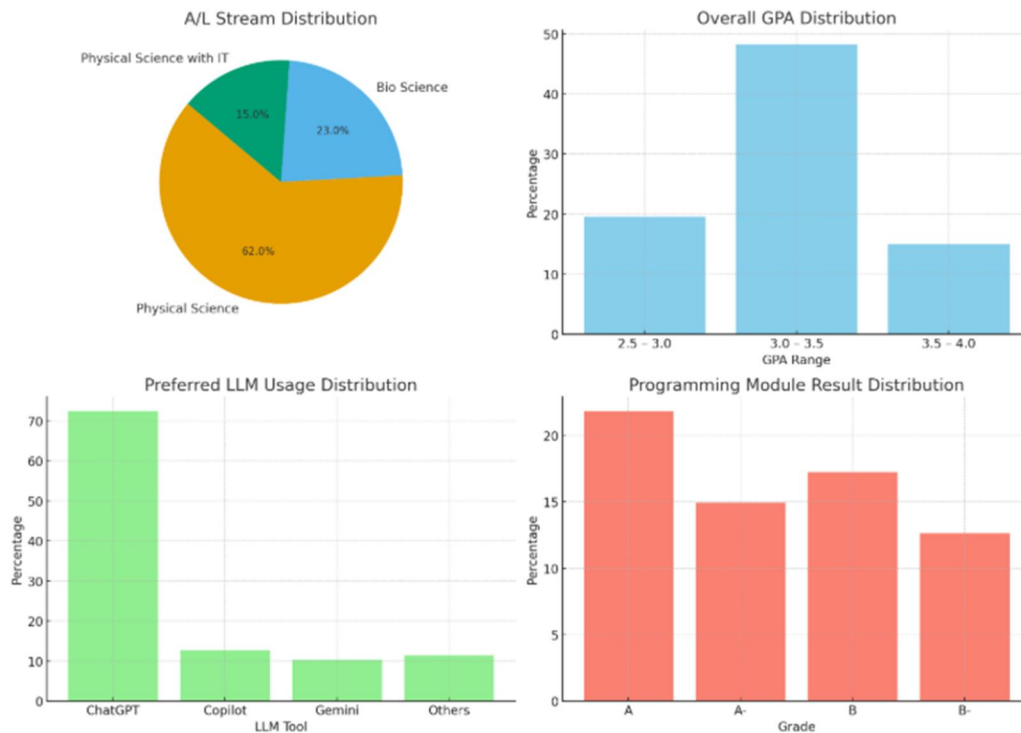 A/L Stream Distribution
Physical Science with IT
Bio Science
15.0%
23.0%
62.0%
Physical Science
Overall GPA Distribution
50
40
30
20
10
0
Percentage
2.5 – 3.0
3.0 – 3.5
3.5 – 4.0
GPA Range
Preferred LLM Usage Distribution
70
60
50
40
30
20
10
0
Percentage
ChatGPT
Copilot
Gemini
Others
LLM Tool
Programming Module Result Distribution
20
15
10
5
0
Percentage
A
A-
B
B-
Grade